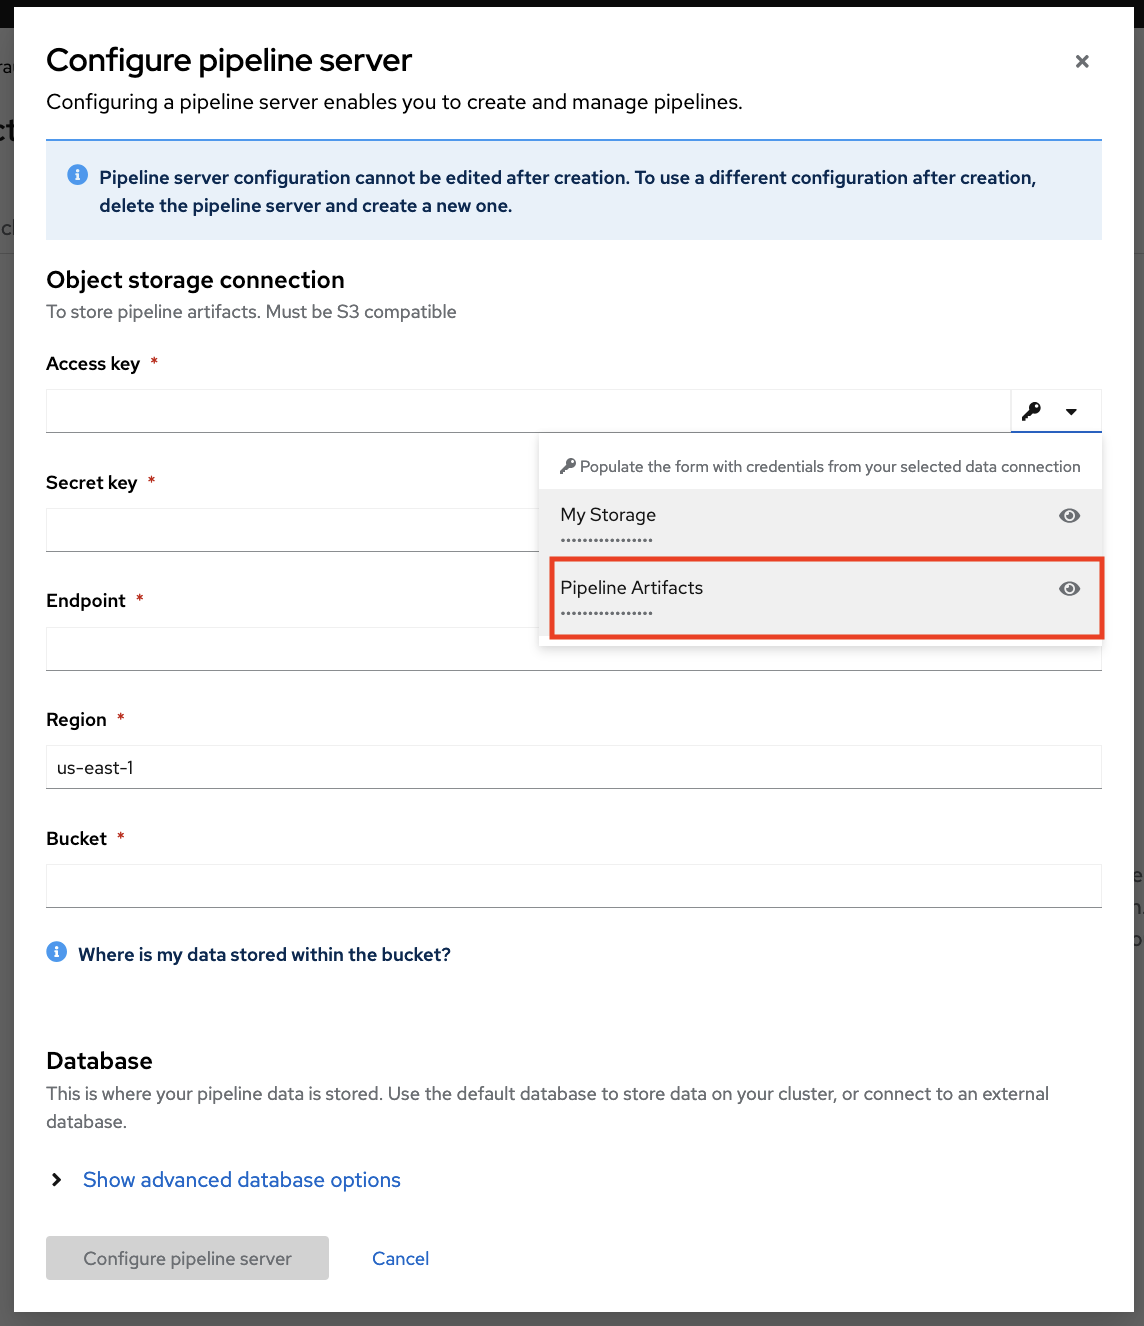 Configure pipeline server
Configuring a pipeline server enables you to create and manage pipelines.
Pipeline server configuration cannot be edited after creation. To use a different configuration after creation,
delete the pipeline server and create a new one.
Object storage connection
To store pipeline artifacts. Must be S3 compatible
Access key *
Populate the form with credentials from your selected data connection
Secret key *
My Storage
Endpoint *
Pipeline Artifacts
Region *
us-east-1
Bucket *
Where is my data stored within the bucket?
Database
This is where your pipeline data is stored. Use the default database to store data on your cluster, or connect to an external
database.
Show advanced database options
Configure pipeline server
Cancel